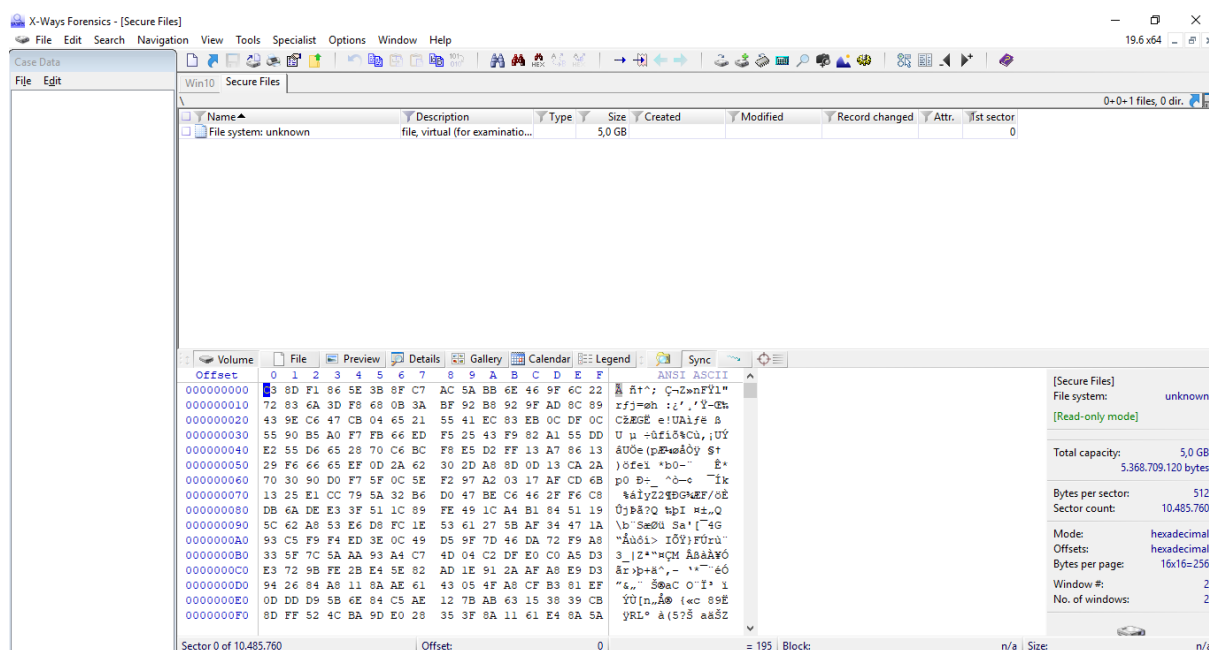 X-Ways Forensics - [Secure Files]
File Edit Search Navigation View Tools Specialist Options Window Help
19.6 x64
Case Data
File Edit
Win10 Secure Files
\
0+0+1 files, 0 dir.
Name Description Type Size Created Modified Record changed Attr. 1st sector
File system: unknown file, virtual (for examinatio... 5,0 GB 0
Volume File Preview Details Gallery Calendar Legend Sync
Offset 0 1 2 3 4 5 6 7 8 9 A B C D E F ANSI ASCII
000000000 C3 8D F1 86 5E 3B 8F C7 AC 5A BB 6E 46 9F 6C 22
000000010 72 83 6A 3D F8 68 0B 3A BF 92 B8 92 9F AD 8C 89
000000020 43 9E C6 47 CB 04 65 21 55 41 EC 83 EB 0C DF 0C
000000030 55 90 B5 A0 F7 FB 66 ED F5 25 43 F9 82 A1 55 DD
000000040 E2 55 D6 65 28 70 C6 BC F8 E5 D2 FF 13 A7 86 13
000000050 29 F6 66 65 EF 0D 2A 62 30 2D A8 8D 0D 13 CA 2A
000000060 70 30 90 D0 F7 5F 0C 5E F2 97 A2 03 17 AF CD 6B
000000070 13 25 E1 CC 79 5A 32 B6 D0 47 BE C6 46 2F F6 C8
000000080 DB 6A DE E3 3F 51 1C 89 FE 49 1C A4 B1 84 51 19
000000090 5C 62 A8 53 E6 D8 FC 1E 53 61 27 5B AF 34 47 1A
0000000A0 93 C5 F9 F4 ED 3E 0C 49 D5 9F 7D 46 DA 72 F9 A8
0000000B0 33 5F 7C 5A AA 93 A4 C7 4D 04 C2 DF E0 C0 A5 D3
0000000C0 E3 72 9B FE 2B E4 5E 82 AD 1E 91 2A AF A8 E9 D3
0000000D0 94 26 84 A8 11 8A AE 61 43 05 4F A8 CF B3 81 EF
0000000E0 0D DD D9 5B 6E 84 C5 AE 12 7B AB 63 15 38 39 CB
0000000F0 8D FF 52 4C BA 9D E0 28 35 3F 8A 11 61 E4 8A 5A
[Secure Files]
File system: unknown
[Read-only mode]
Total capacity: 5,0 GB
5.368.709.120 bytes
Bytes per sector: 512
Sector count: 10.485.760
Mode: hexadecimal
Offsets: hexadecimal
Bytes per page: 16x16=256
Window #: 2
No. of windows: 2
Sector 0 of 10.485.760 Offset: 0 = 195 Block: n/a Size: n/a